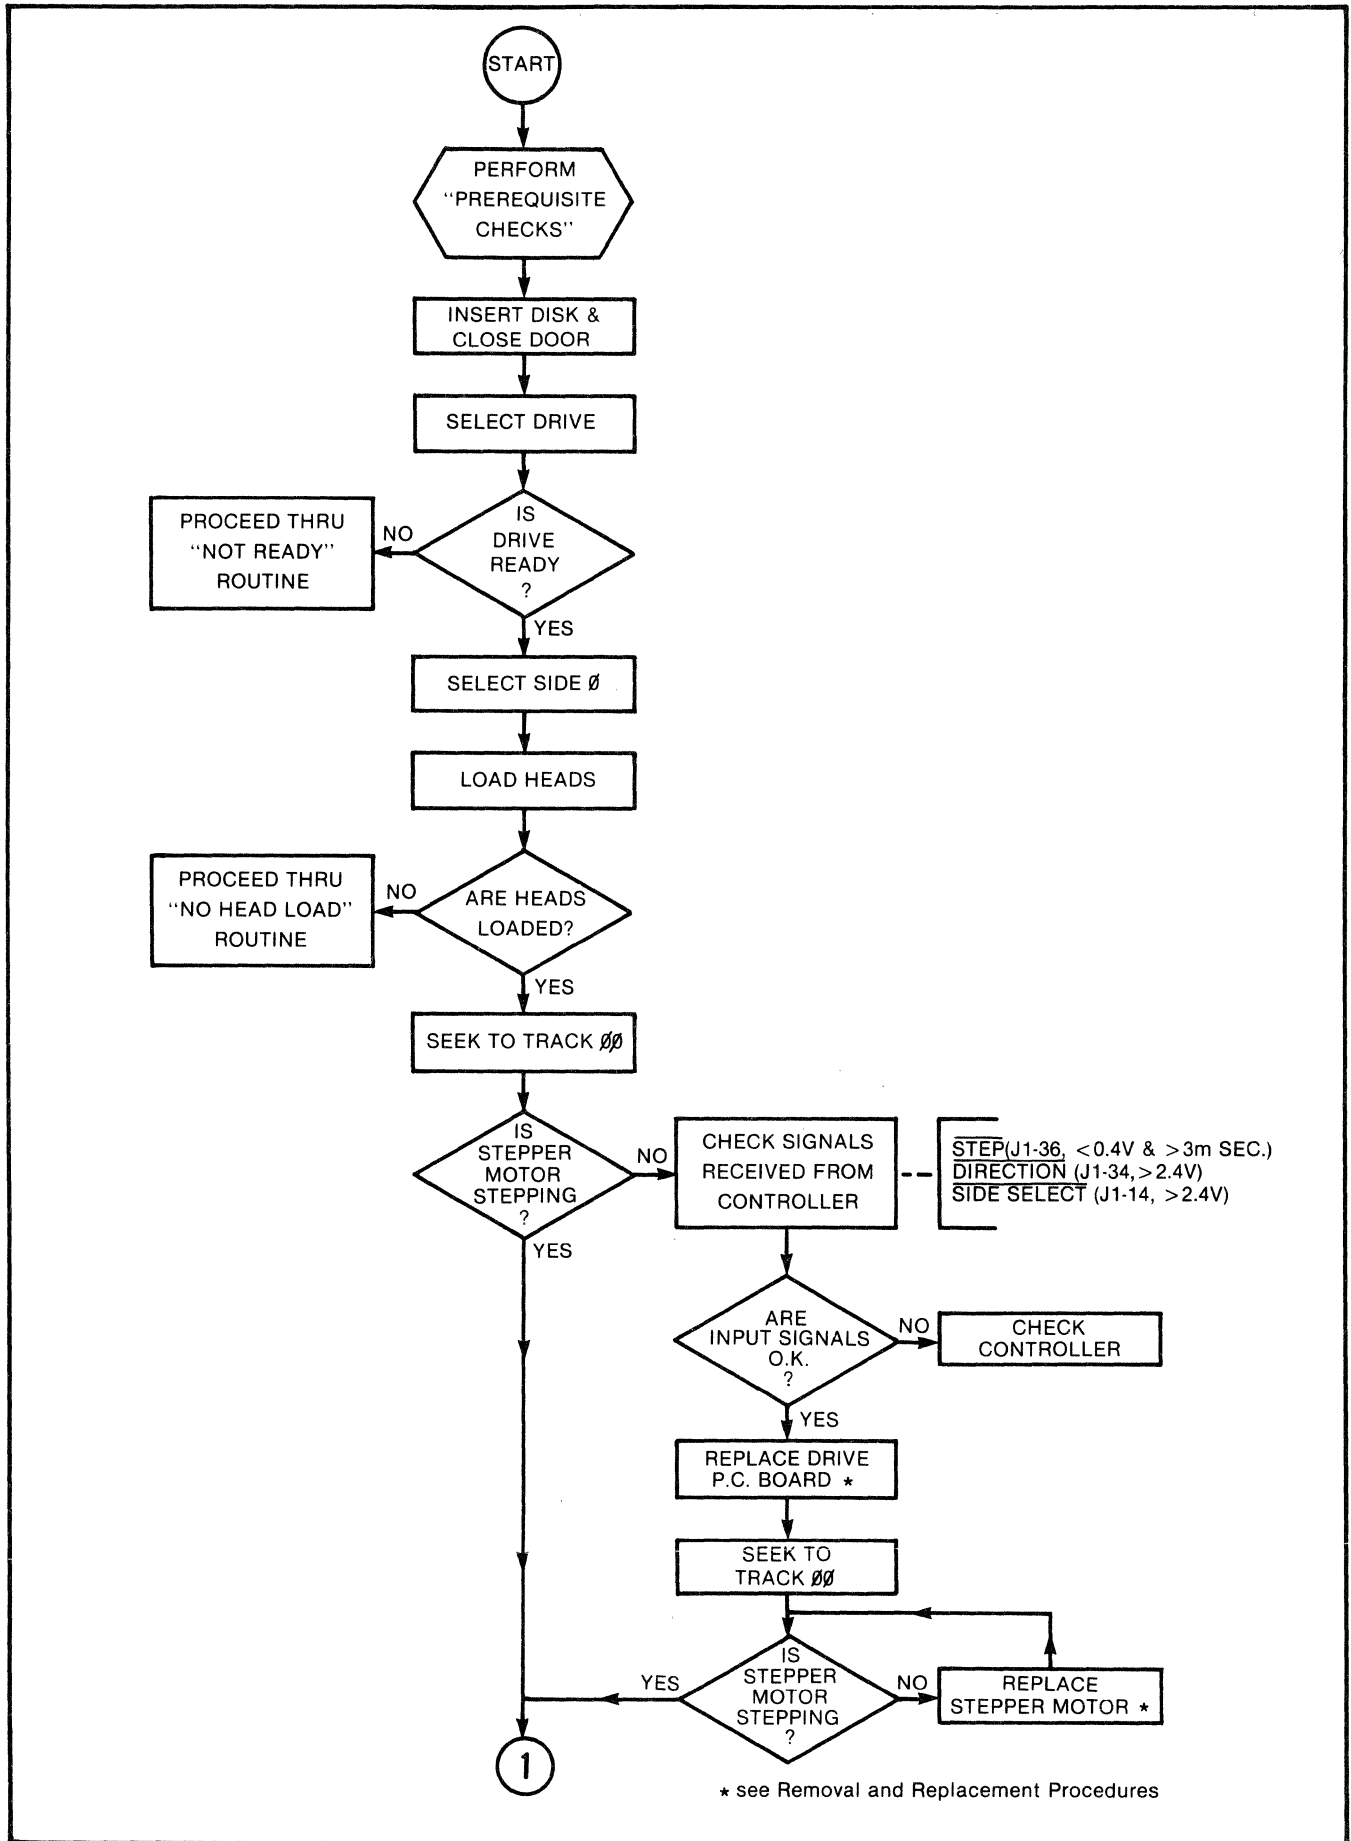 START
PERFORM
“PREREQUISITE
CHECKS”
INSERT DISK &
CLOSE DOOR
SELECT DRIVE
IS
DRIVE
READY
?
NO
PROCEED THRU
“NOT READY”
ROUTINE
YES
SELECT SIDE Ø
LOAD HEADS
ARE HEADS
LOADED?
NO
PROCEED THRU
“NO HEAD LOAD”
ROUTINE
YES
SEEK TO TRACK ØØ
IS
STEPPER
MOTOR
STEPPING
?
NO
CHECK SIGNALS
RECEIVED FROM
CONTROLLER
STEP(J1-36, <0.4V & >3m SEC.)
DIRECTION (J1-34,>2.4V)
SIDE SELECT (J1-14, >2.4V)
YES
ARE
INPUT SIGNALS
O.K.
?
NO
CHECK
CONTROLLER
YES
REPLACE DRIVE
P.C. BOARD *
SEEK TO
TRACK ØØ
IS
STEPPER
MOTOR
STEPPING
?
YES
NO
REPLACE
STEPPER MOTOR *
1
* see Removal and Replacement Procedures